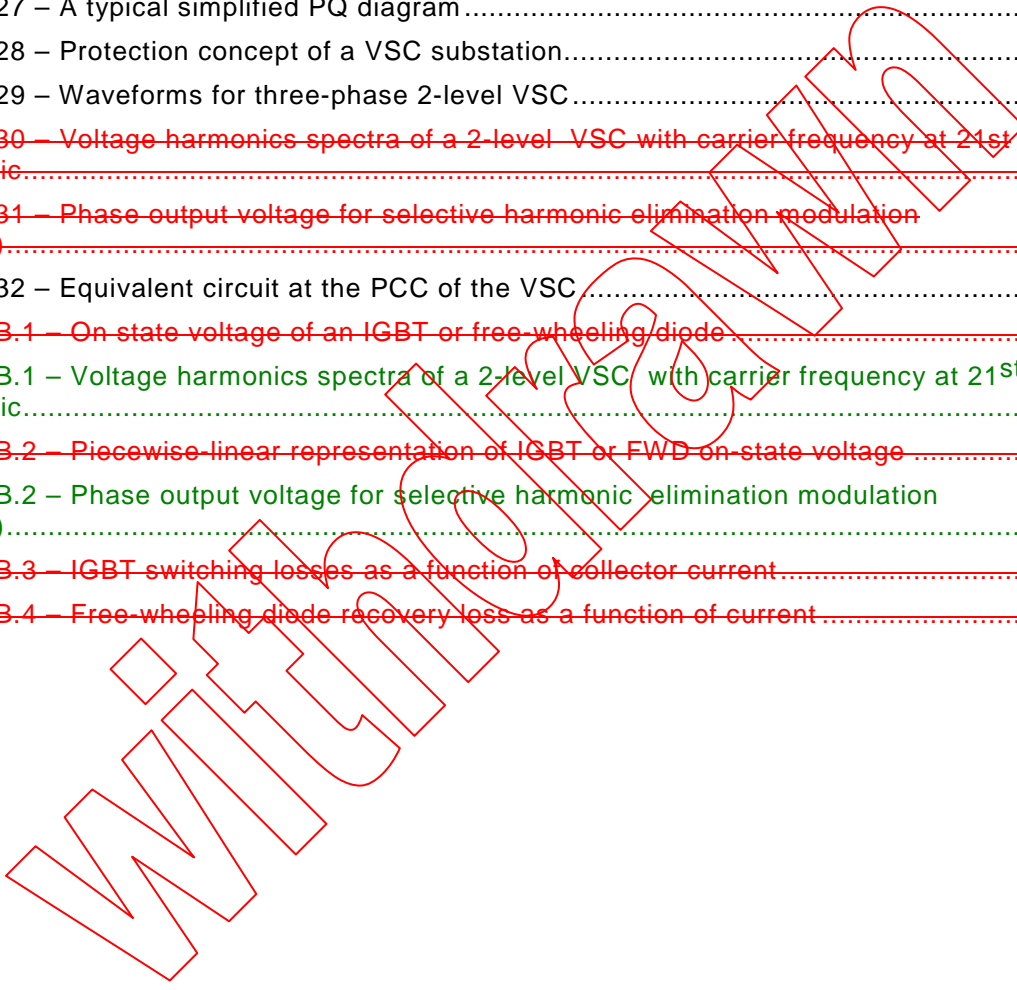 27 – A typical simplified PQ diagram
28 – Protection concept of a VSC substation
29 – Waveforms for three-phase 2-level VSC
30 – Voltage harmonics spectra of a 2-level VSC with carrier frequency at 21st
ic
31 – Phase output voltage for selective harmonic elimination modulation
)
32 – Equivalent circuit at the PCC of the VSC
B.1 – On state voltage of an IGBT or free-wheeling diode
B.1 – Voltage harmonics spectra of a 2-level VSC with carrier frequency at 21st
ic
B.2 – Piecewise-linear representation of IGBT or FWD on-state voltage
B.2 – Phase output voltage for selective harmonic elimination modulation
)
B.3 – IGBT switching losses as a function of collector current
B.4 – Free-wheeling diode recovery loss as a function of current
withdrawn